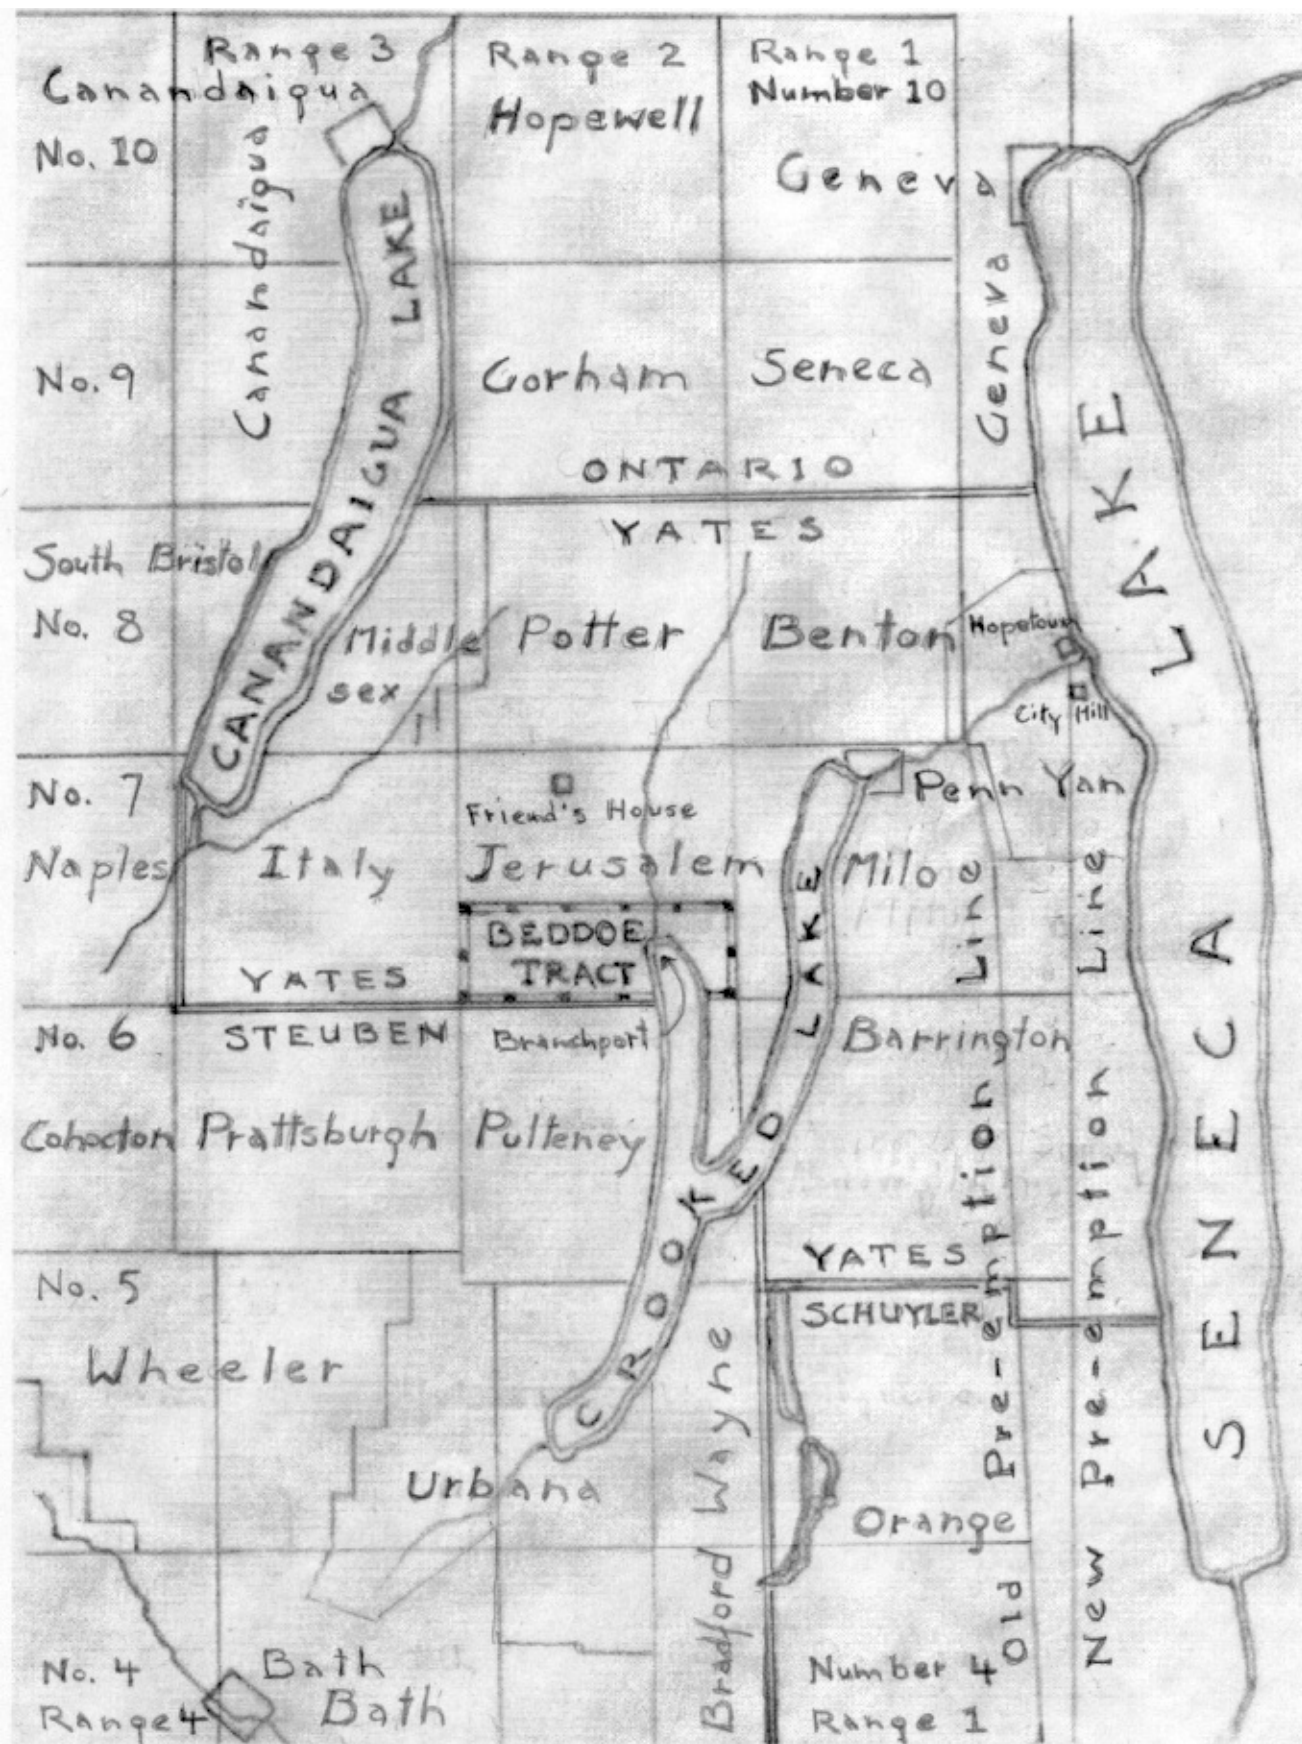 Range 3
Range 2
Range 1
Canandaigua
Number 10
Hopewell
No. 10
Canandaigua
Geneva
Geneva
CANANDAIGUA LAKE
No. 9
Gorham
Seneca
ONTARIO
YATES
South Bristol
No. 8
Middle
sex
Potter
Benton
Hopetown
City Hill
SENECA LAKE
No. 7
Friend's House
Penn Yan
Naples
Italy
Jerusalem
Milo
BEDDOE
TRACT
YATES
STEUBEN
No. 6
Branchport
Barrington
Cohocton
Prattsburgh
Pulteney
CROOKED LAKE
YATES
SCHUYLER
No. 5
Wheeler
Urbana
Bradford Wayne
Orange
Old Pre-emption Line
New Pre-emption Line
No. 4
Range 4
Bath
Bath
Number 4
Range 1